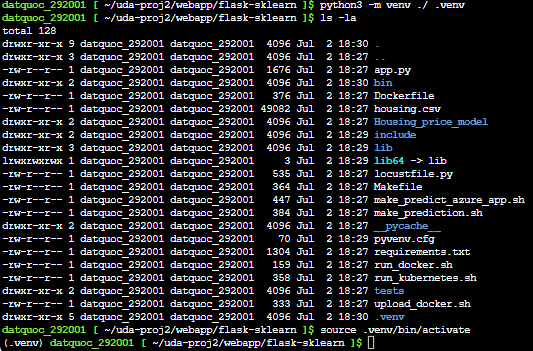 datquoc_292001 [ ~/uda-proj2/webapp/flask-sklearn ]$ python3 -m venv ./ .venv
datquoc_292001 [ ~/uda-proj2/webapp/flask-sklearn ]$ ls -la
total 128
drwxr-xr-x 9 datquoc_292001 datquoc_292001  4096 Jul  2 18:30 .
drwxr-xr-x 3 datquoc_292001 datquoc_292001  4096 Jul  2 18:27 ..
-rw-r--r-- 1 datquoc_292001 datquoc_292001  1676 Jul  2 18:27 app.py
drwxr-xr-x 2 datquoc_292001 datquoc_292001  4096 Jul  2 18:30 bin
-rw-r--r-- 1 datquoc_292001 datquoc_292001   376 Jul  2 18:27 Dockerfile
-rw-r--r-- 1 datquoc_292001 datquoc_292001 49082 Jul  2 18:27 housing.csv
drwxr-xr-x 2 datquoc_292001 datquoc_292001  4096 Jul  2 18:27 Housing_price_model
drwxr-xr-x 2 datquoc_292001 datquoc_292001  4096 Jul  2 18:29 include
drwxr-xr-x 3 datquoc_292001 datquoc_292001  4096 Jul  2 18:29 lib
lrwxrwxrwx 1 datquoc_292001 datquoc_292001     3 Jul  2 18:29 lib64 -> lib
-rw-r--r-- 1 datquoc_292001 datquoc_292001   535 Jul  2 18:27 locustfile.py
-rw-r--r-- 1 datquoc_292001 datquoc_292001   364 Jul  2 18:27 Makefile
-rw-r--r-- 1 datquoc_292001 datquoc_292001   447 Jul  2 18:27 make_predict_azure_app.sh
-rw-r--r-- 1 datquoc_292001 datquoc_292001   384 Jul  2 18:27 make_prediction.sh
drwxr-xr-x 2 datquoc_292001 datquoc_292001  4096 Jul  2 18:27 __pycache__
-rw-r--r-- 1 datquoc_292001 datquoc_292001    70 Jul  2 18:29 pyvenv.cfg
-rw-r--r-- 1 datquoc_292001 datquoc_292001  1304 Jul  2 18:27 requirements.txt
-rw-r--r-- 1 datquoc_292001 datquoc_292001   159 Jul  2 18:27 run_docker.sh
-rw-r--r-- 1 datquoc_292001 datquoc_292001   358 Jul  2 18:27 run_kubernetes.sh
drwxr-xr-x 2 datquoc_292001 datquoc_292001  4096 Jul  2 18:27 tests
-rw-r--r-- 1 datquoc_292001 datquoc_292001   333 Jul  2 18:27 upload_docker.sh
drwxr-xr-x 5 datquoc_292001 datquoc_292001  4096 Jul  2 18:30 .venv
datquoc_292001 [ ~/uda-proj2/webapp/flask-sklearn ]$ source .venv/bin/activate
(.venv) datquoc_292001 [ ~/uda-proj2/webapp/flask-sklearn ]$